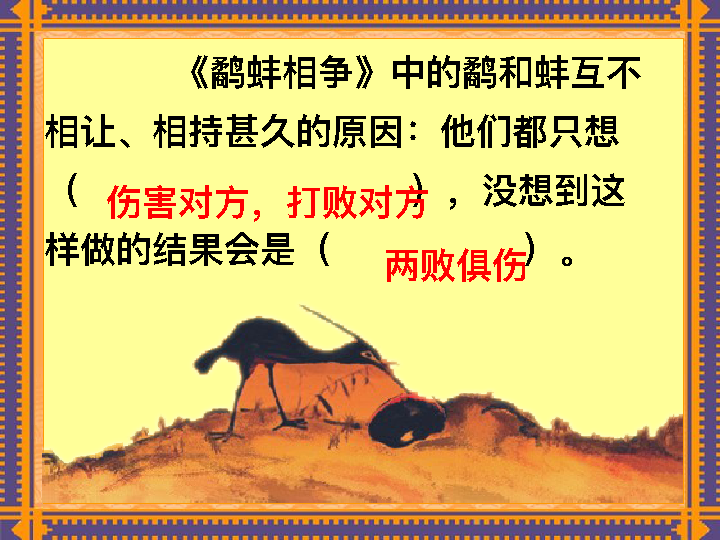 《鹬蚌相争》中的鹬和蚌互不
相让、相持甚久的原因：他们都只想
（伤害对方，打败对方），没想到这
样做的结果会是（两败俱伤）。